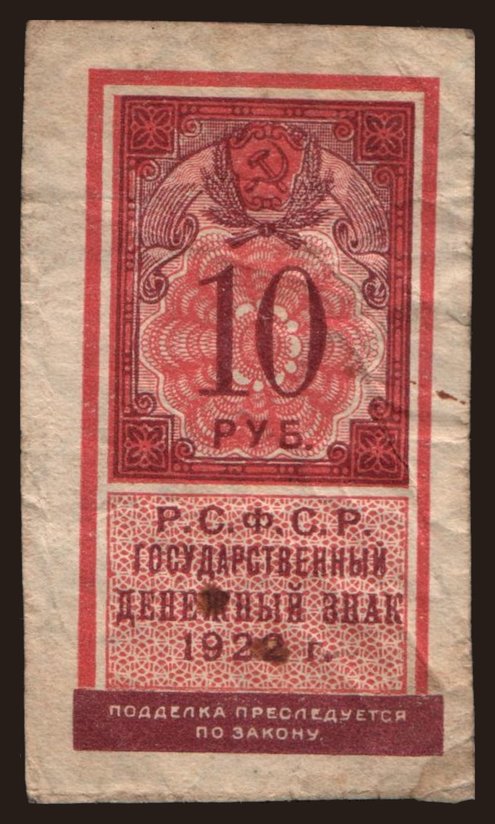 10
РУБ.
Р.С.Ф.С.Р.
ГОСУДАРСТВЕННЫЙ
ДЕНЕЖНЫЙ ЗНАК
1922 г.
ПОДДЕЛКА ПРЕСЛЕДУЕТСЯ
ПО ЗАКОНУ.